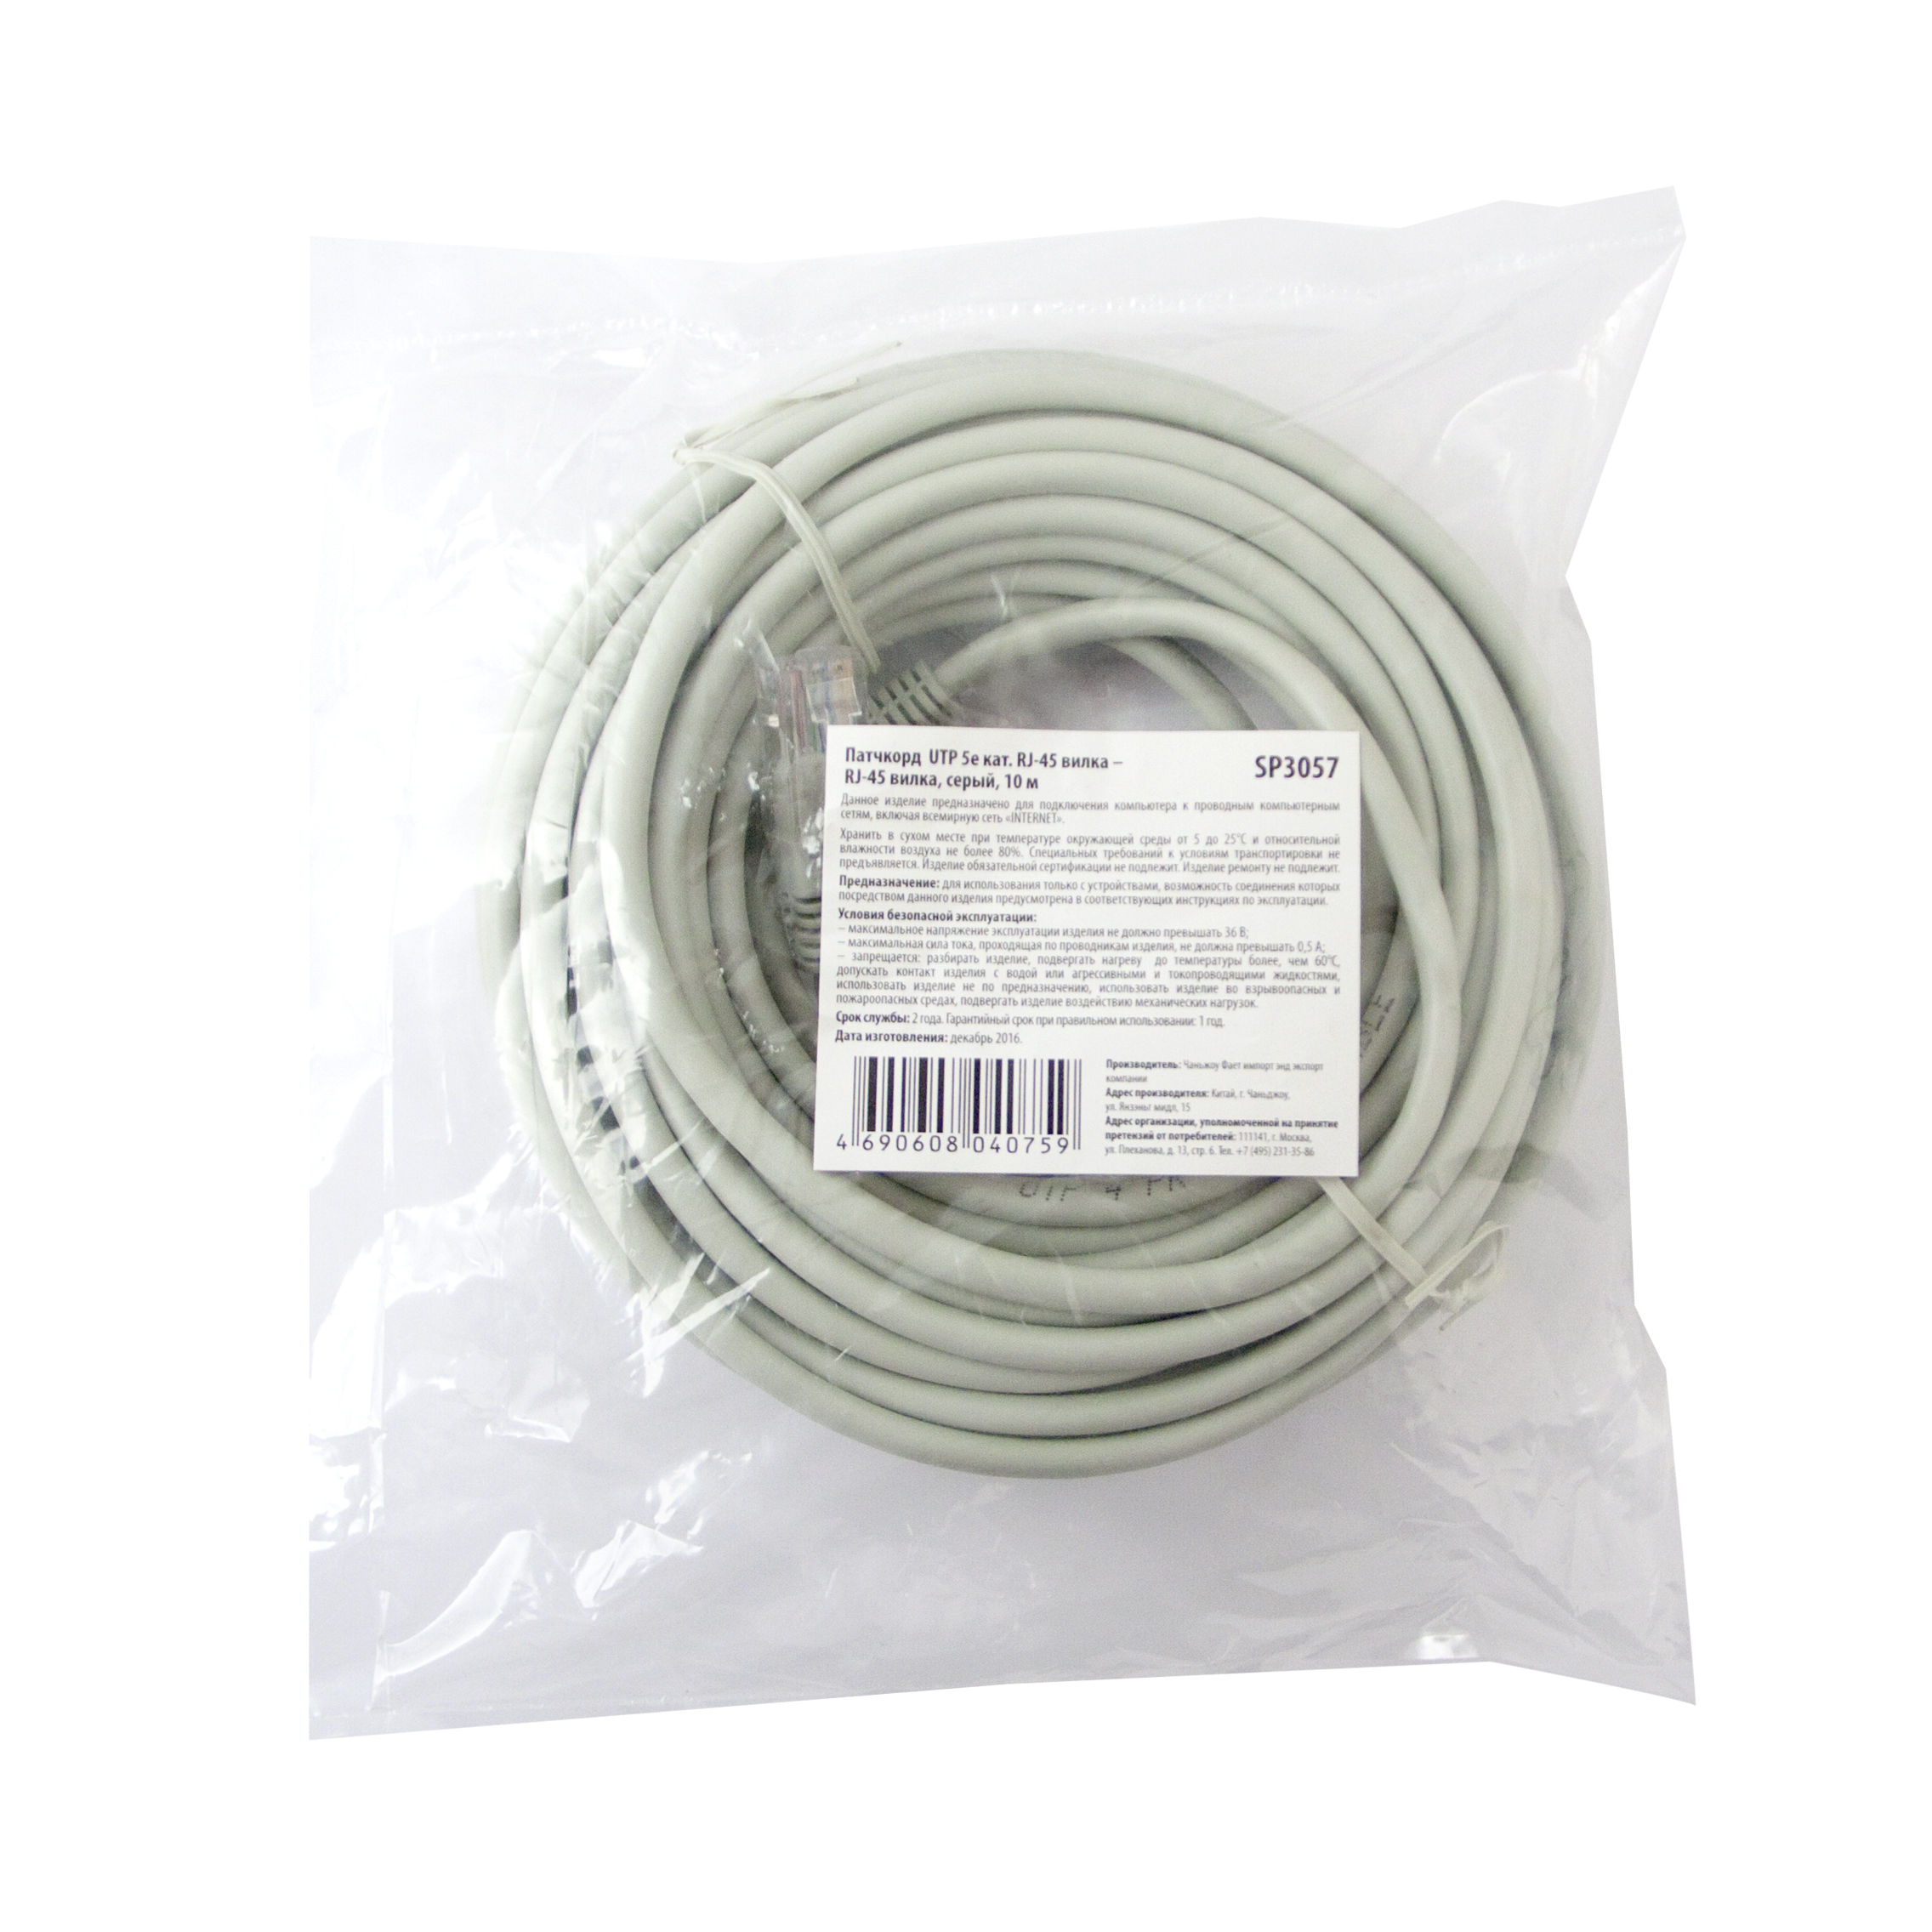 Патчкорд UTP 5е кат. RJ-45 вилка –
RJ-45 вилка, серый, 10 м
SP3057
Данное изделие предназначено для подключения компьютера к проводным компьютерным
сетям, включая всемирную сеть «INTERNET».
Хранить в сухом месте при температуре окружающей среды от 5 до 25°С и относительной
влажности воздуха не более 80%. Специальных требований к условиям транспортировки не
предъявляется. Изделие обязательной сертификации не подлежит. Изделие ремонту не подлежит.
Предназначение: для использования только с устройствами, возможность соединения которых
посредством данного изделия предусмотрена в соответствующих инструкциях по эксплуатации.
Условия безопасной эксплуатации:
– максимальное напряжение эксплуатации изделия не должно превышать 36 В;
– максимальная сила тока, проходящая по проводникам изделия, не должна превышать 0,5 А;
– запрещается: разбирать изделие, подвергать нагреву до температуры более, чем 60°С,
допускать контакт изделия с водой или агрессивными и токопроводящими жидкостями,
использовать изделие не по предназначению, использовать изделие во взрывоопасных и
пожароопасных средах, подвергать изделие воздействию механических нагрузок.
Срок службы: 2 года. Гарантийный срок при правильном использовании: 1 год.
Дата изготовления: декабрь 2016.
4 690608 040759
Производитель: Чаньжоу Фает импорт энд экспорт
компании
Адрес производителя: Китай, г. Чаньджоу,
ул. Янзэньг мидл, 15
Адрес организации, уполномоченной на принятие
претензий от потребителей: 111141, г. Москва,
ул. Плеханова, д. 13, стр. 6. Тел. +7 (495) 231-35-86
UTP 4 PR